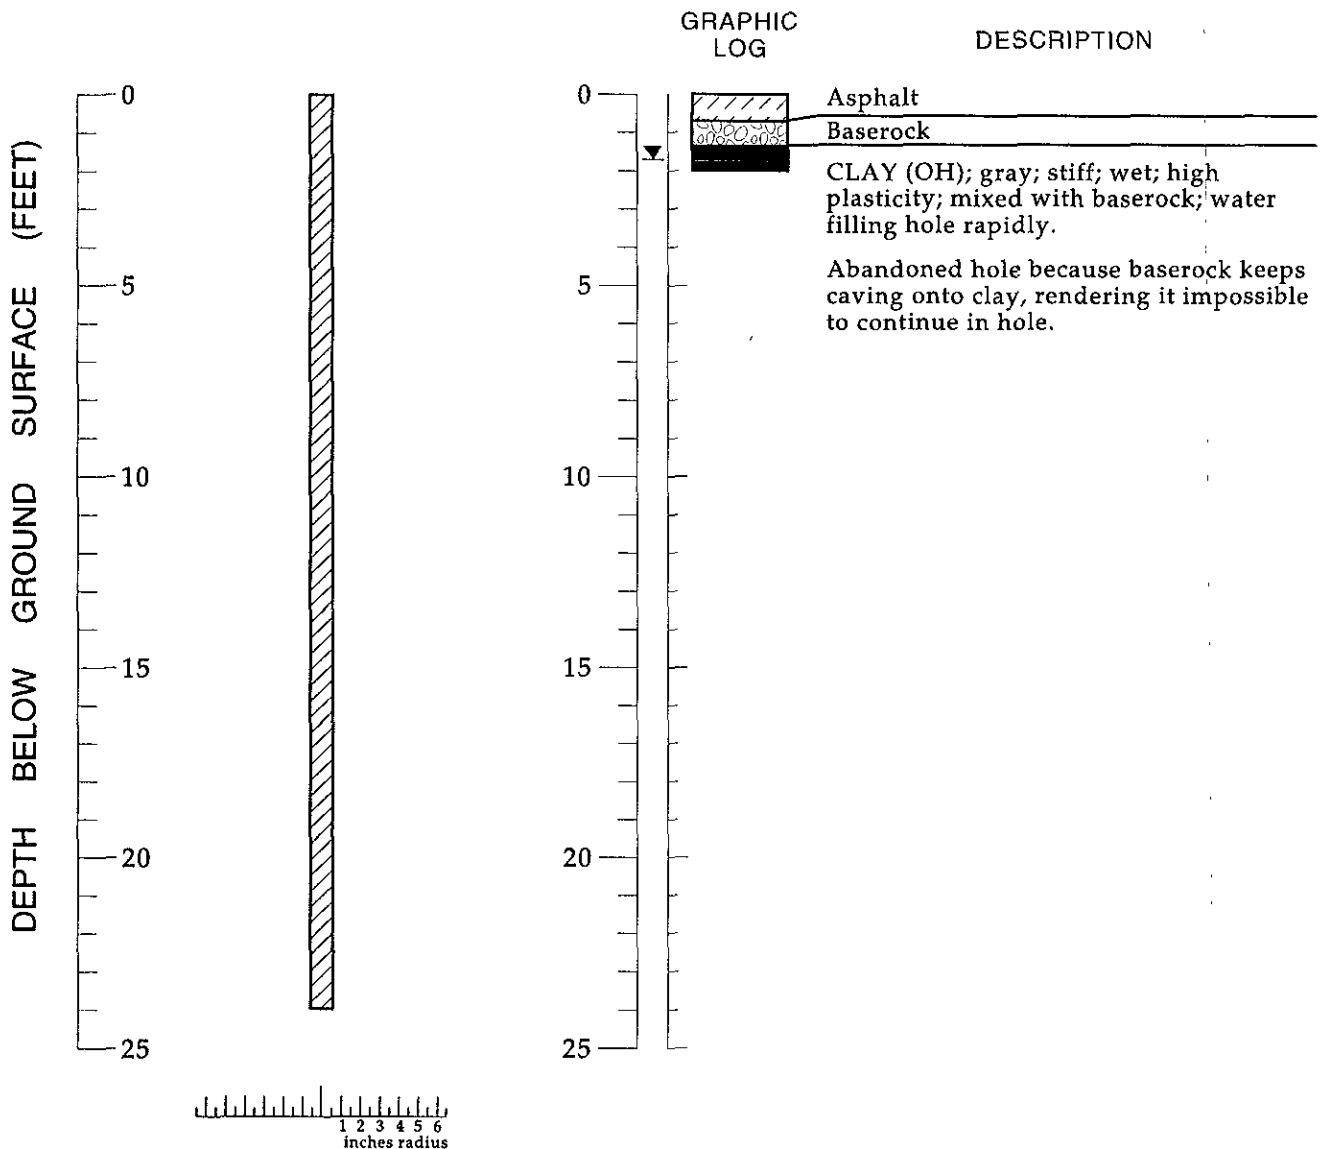 GRAPHIC
LOG
DESCRIPTION
DEPTH BELOW GROUND SURFACE (FEET)
0
5
10
15
20
25
0
5
10
15
20
25
Asphalt
Baserock
CLAY (OH); gray; stiff; wet; high
plasticity; mixed with baserock; water
filling hole rapidly.
Abandoned hole because baserock keeps
caving onto clay, rendering it impossible
to continue in hole.
1 2 3 4 5 6
inches radius